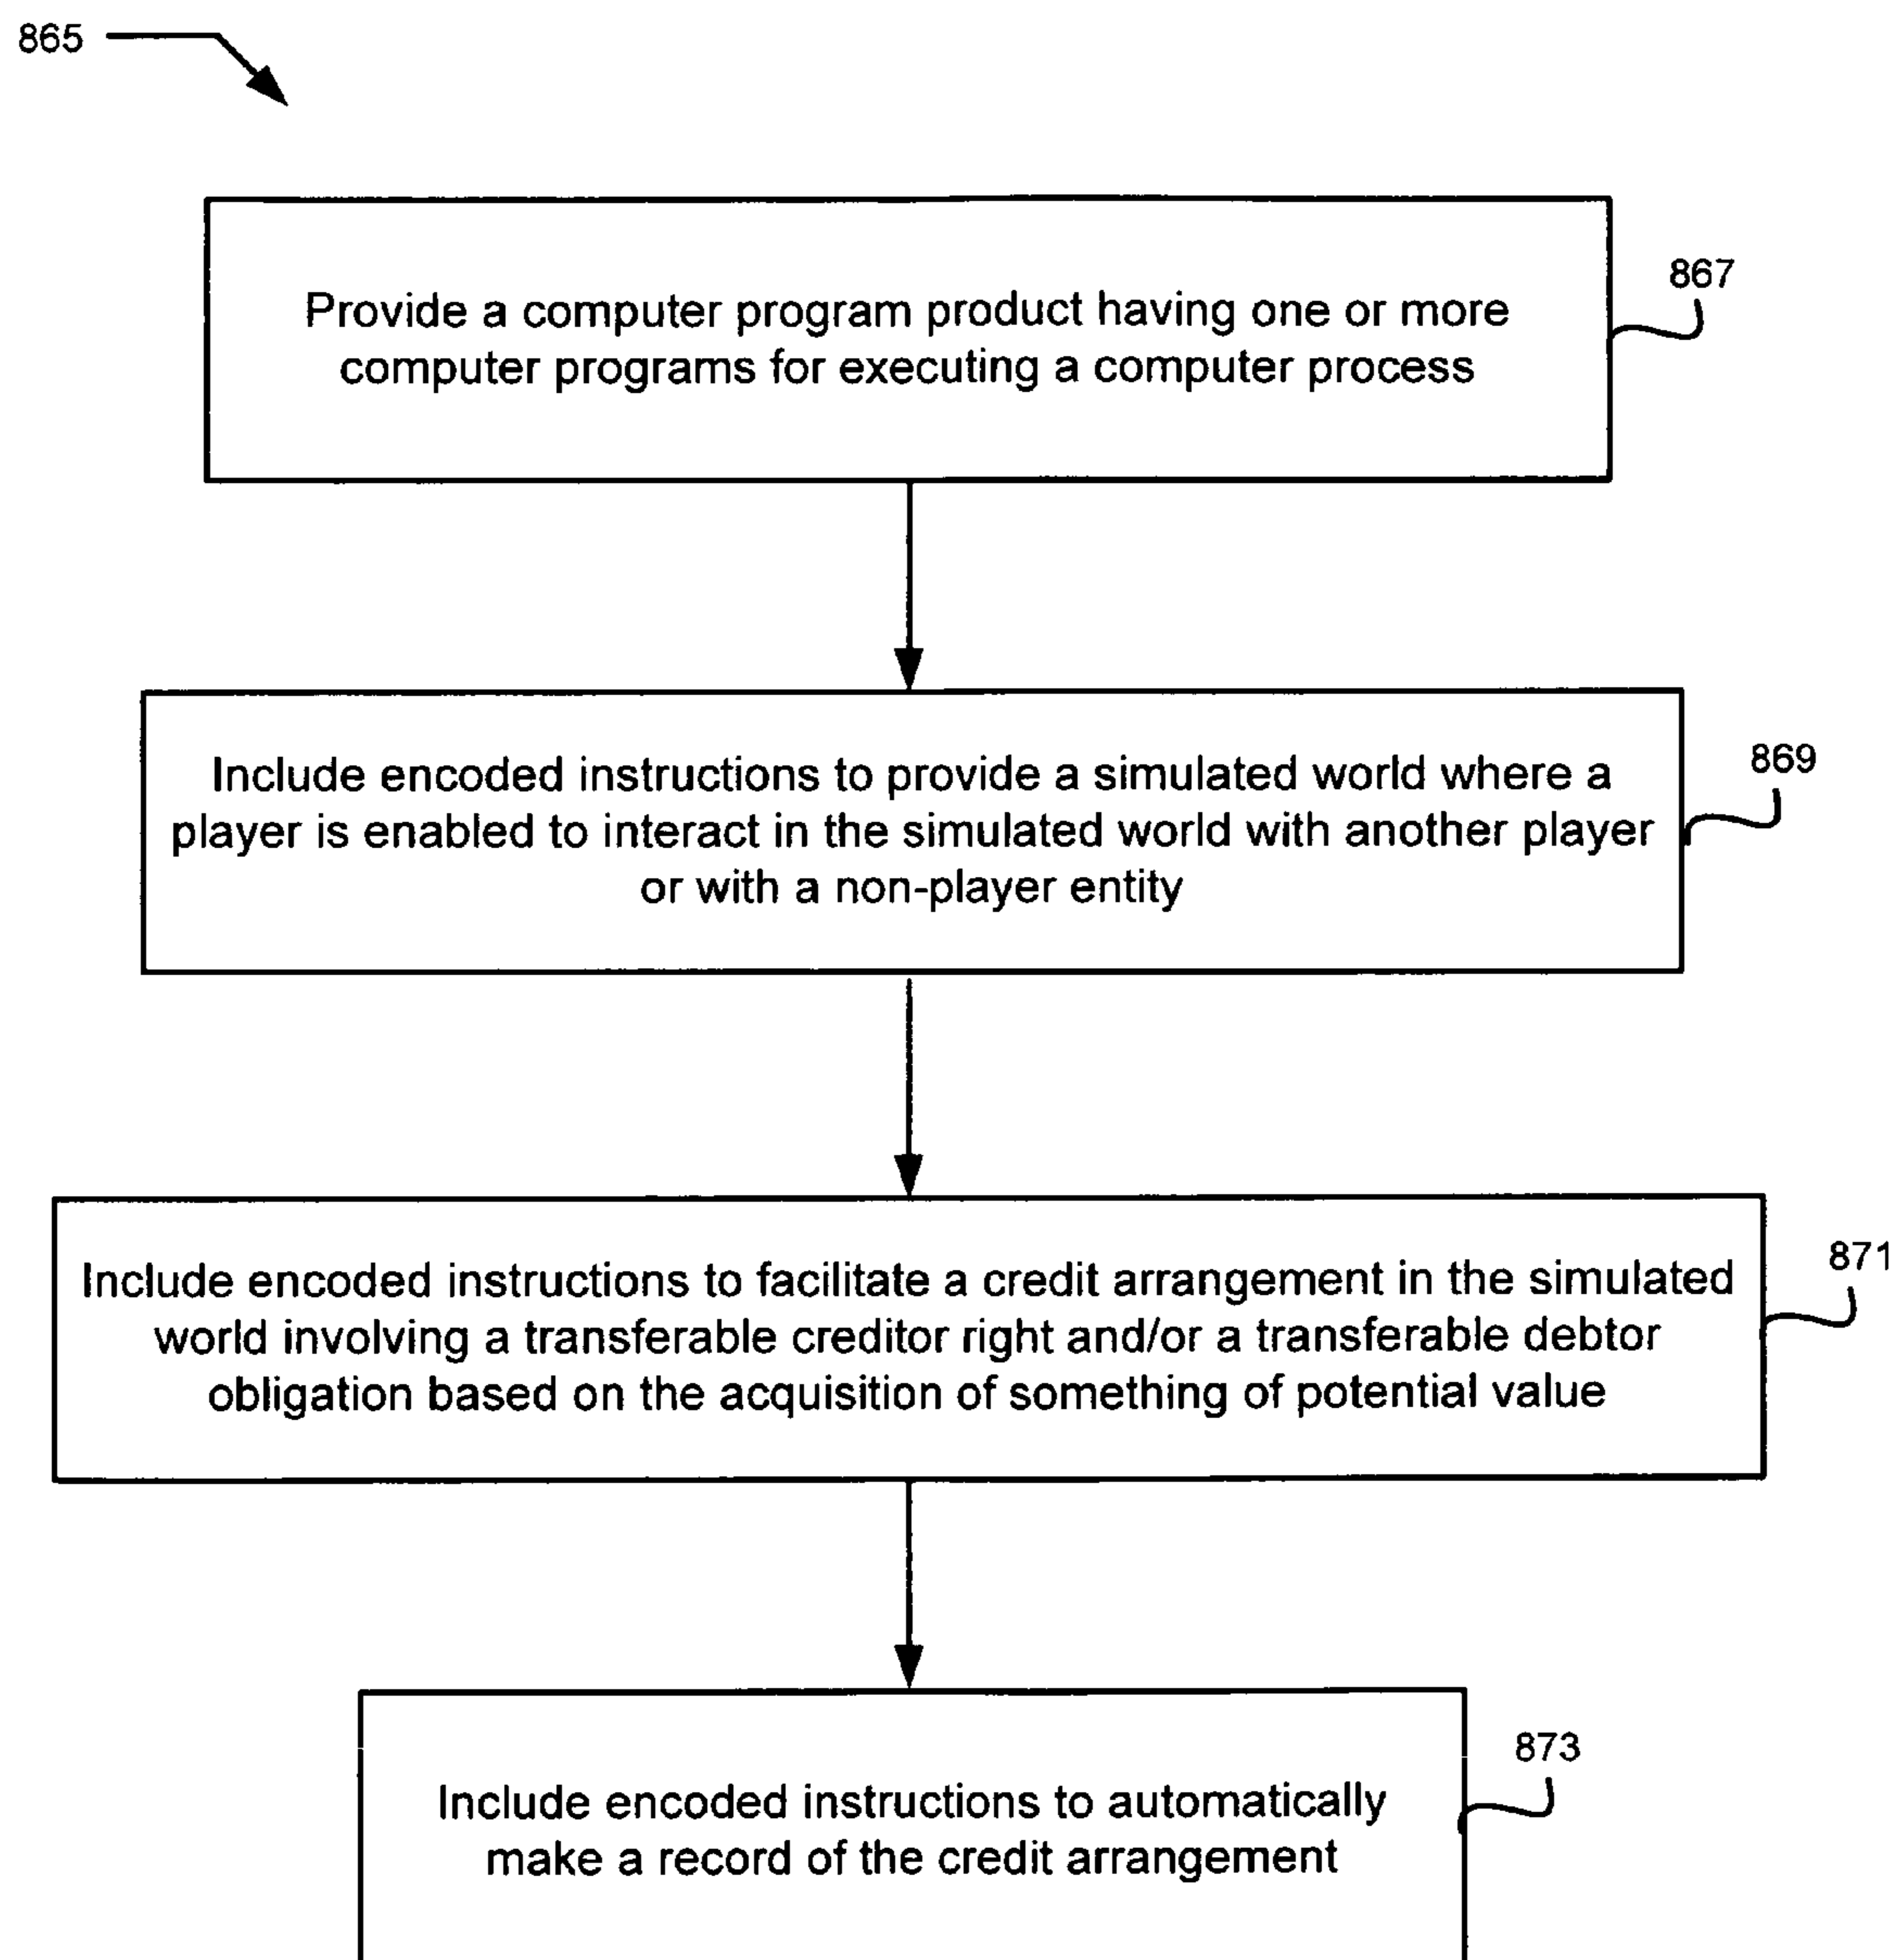 865
Provide a computer program product having one or more
computer programs for executing a computer process
867
Include encoded instructions to provide a simulated world where a
player is enabled to interact in the simulated world with another player
or with a non-player entity
869
Include encoded instructions to facilitate a credit arrangement in the simulated
world involving a transferable creditor right and/or a transferable debtor
obligation based on the acquisition of something of potential value
871
Include encoded instructions to automatically
make a record of the credit arrangement
873